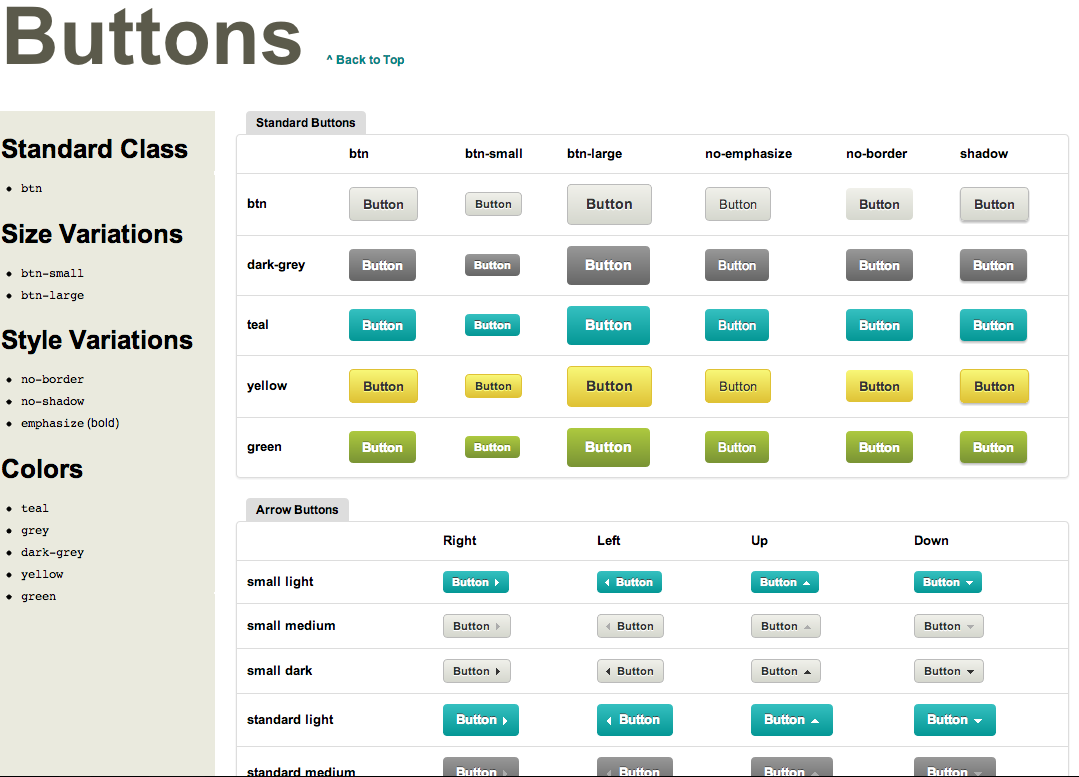 Buttons
^ Back to Top
Standard Class
btn
Size Variations
btn-small
btn-large
Style Variations
no-border
no-shadow
emphasize (bold)
Colors
teal
grey
dark-grey
yellow
green
Standard Buttons
btn btn-small btn-large no-emphasize no-border shadow
btn Button Button Button Button Button Button
dark-grey Button Button Button Button Button Button
teal Button Button Button Button Button Button
yellow Button Button Button Button Button Button
green Button Button Button Button Button Button
Arrow Buttons
Right Left Up Down
small light Button Button Button Button
small medium Button Button Button Button
small dark Button Button Button Button
standard light Button Button Button Button
standard medium Button Button Button Button